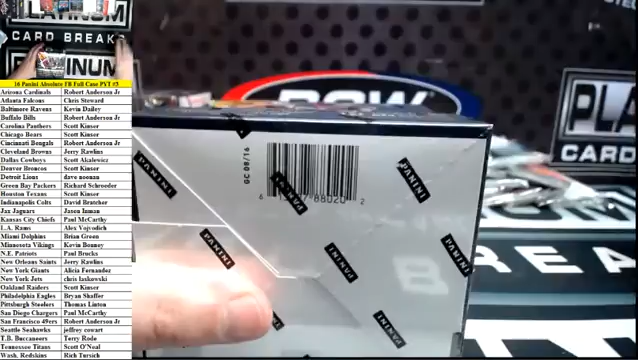 PLATINUM
CARD BREAKS
PLATINUM
16 Panini Absolute FB Full Case PVT #3
Arizona Cardinals Robert Anderson Jr
Atlanta Falcons Chris Steward
Baltimore Ravens Kevin Dailey
Buffalo Bills Robert Anderson Jr
Carolina Panthers Scott Kinser
Chicago Bears Scott Kinser
Cincinnati Bengals Robert Anderson Jr
Cleveland Browns Jerry Rawlins
Dallas Cowboys Scott Akalewicz
Denver Broncos Scott Kinser
Detroit Lions dave noonan
Green Bay Packers Richard Schroeder
Houston Texans Scott Kinser
Indianapolis Colts David Bratcher
Jax Jaguars Jason Inman
Kansas City Chiefs Paul McCarthy
L.A. Rams Alex Vojvodich
Miami Dolphins Brian Green
Minnesota Vikings Kevin Bonney
N.E. Patriots Paul Brucks
New Orleans Saints Jerry Rawlins
New York Giants Alicia Fernandez
New York Jets chris laskowski
Oakland Raiders Scott Kinser
Philadelphia Eagles Bryan Shaffer
Pittsburgh Steelers Thomas Linton
San Diego Chargers Paul McCarthy
San Francisco 49ers Robert Anderson Jr
Seattle Seahawks jeffrey cowart
T.B. Buccaneers Terry Rode
Tennessee Titans Scott O'Neal
Wash. Redskins Rich Tursich
GC 08/16
88020 2
PANINI
PANINI
PANINI
PANINI
PANINI
PANINI
PANINI
CARD